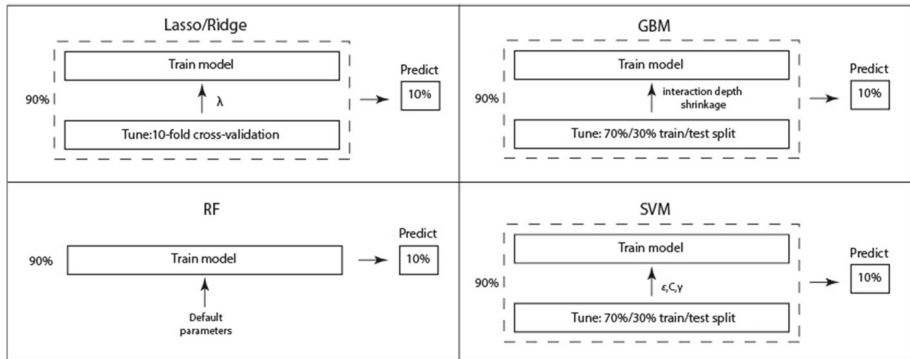 Lasso/Ridge
Train model
90%
λ
Tune:10-fold cross-validation
Predict
10%
GBM
Train model
90%
interaction depth
shrinkage
Tune: 70%/30% train/test split
Predict
10%
RF
90%
Train model
Default
parameters
Predict
10%
SVM
Train model
90%
ε,C,γ
Tune: 70%/30% train/test split
Predict
10%